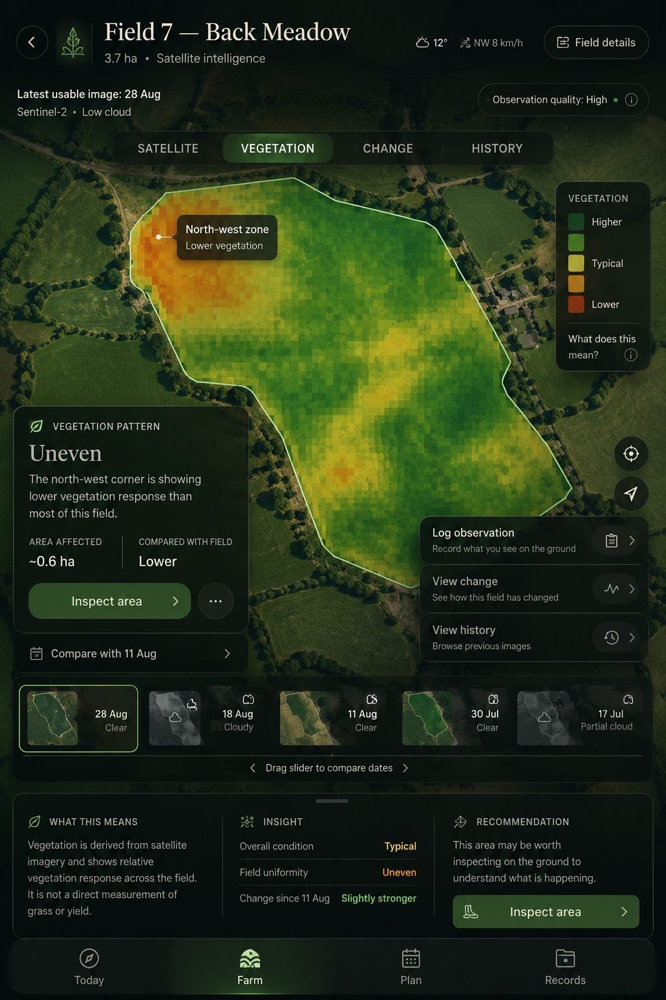 Field 7 — Back Meadow
3.7 ha • Satellite intelligence
12°
NW 8 km/h
Field details
Latest usable image: 28 Aug
Sentinel-2 • Low cloud
Observation quality: High
SATELLITE
VEGETATION
CHANGE
HISTORY
VEGETATION
Higher
Typical
Lower
What does this
mean?
North-west zone
Lower vegetation
VEGETATION PATTERN
Uneven
The north-west corner is showing
lower vegetation response than
most of this field.
AREA AFFECTED
~0.6 ha
COMPARED WITH FIELD
Lower
Inspect area
Compare with 11 Aug
Log observation
Record what you see on the ground
View change
See how this field has changed
View history
Browse previous images
28 Aug
Clear
18 Aug
Cloudy
11 Aug
Clear
30 Jul
Clear
17 Jul
Partial cloud
Drag slider to compare dates
WHAT THIS MEANS
Vegetation is derived from satellite
imagery and shows relative
vegetation response across the field.
It is not a direct measurement of
grass or yield.
INSIGHT
Overall condition Typical
Field uniformity Uneven
Change since 11 Aug Slightly stronger
RECOMMENDATION
This area may be worth
inspecting on the ground to
understand what is happening.
Inspect area
Today
Farm
Plan
Records